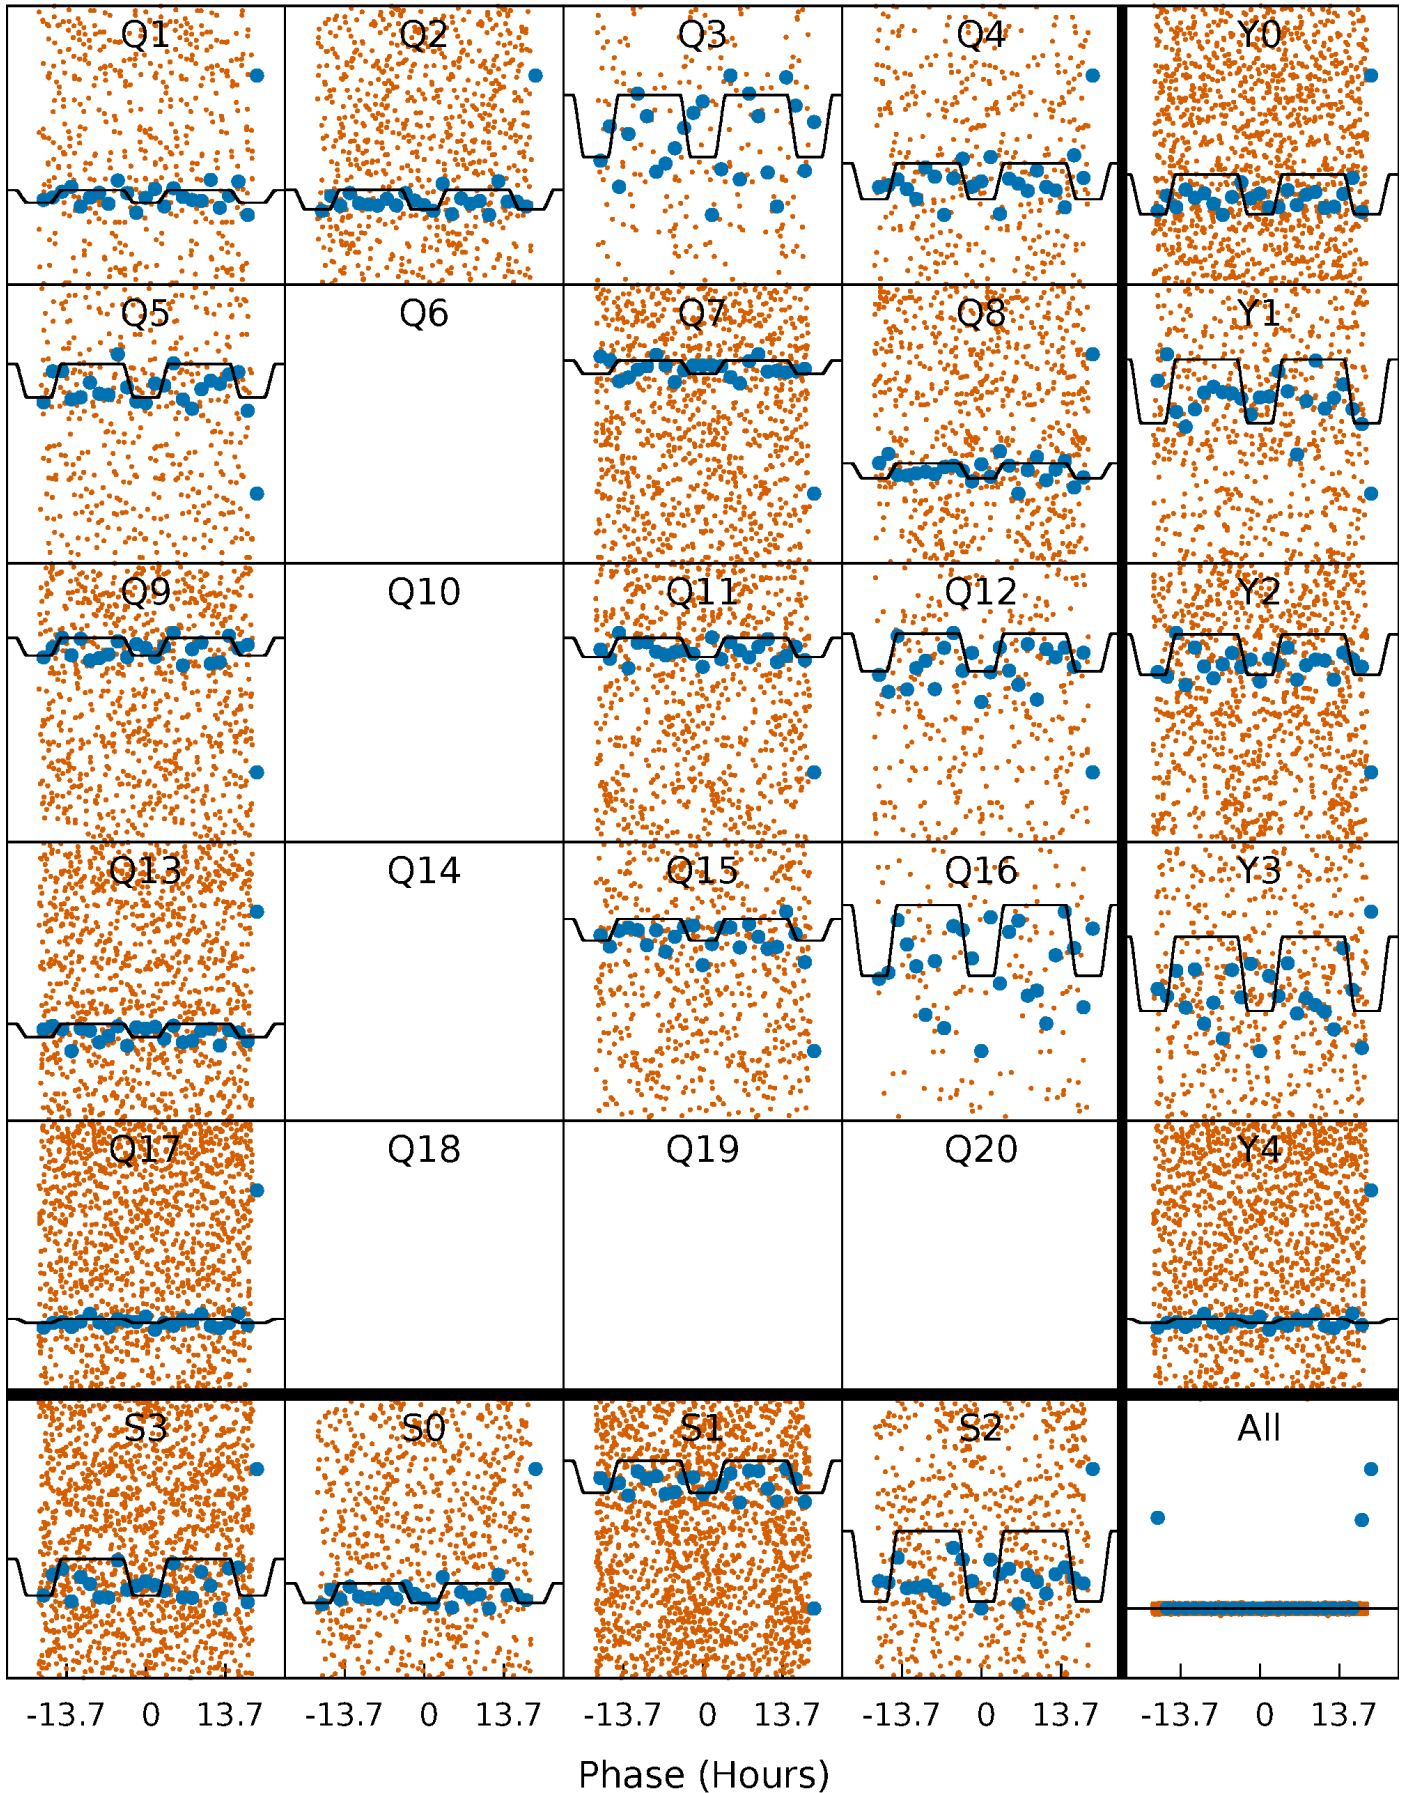 Q1 Q2 Q3 Q4 Y0
Q5 Q6 Q7 Q8 Y1
Q9 Q10 Q11 Q12 Y2
Q13 Q14 Q15 Q16 Y3
Q17 Q18 Q19 Q20 Y4
S3 S0 S1 S2 All
-13.7 0 13.7 -13.7 0 13.7 -13.7 0 13.7 -13.7 0 13.7 -13.7 0 13.7
Phase (Hours)